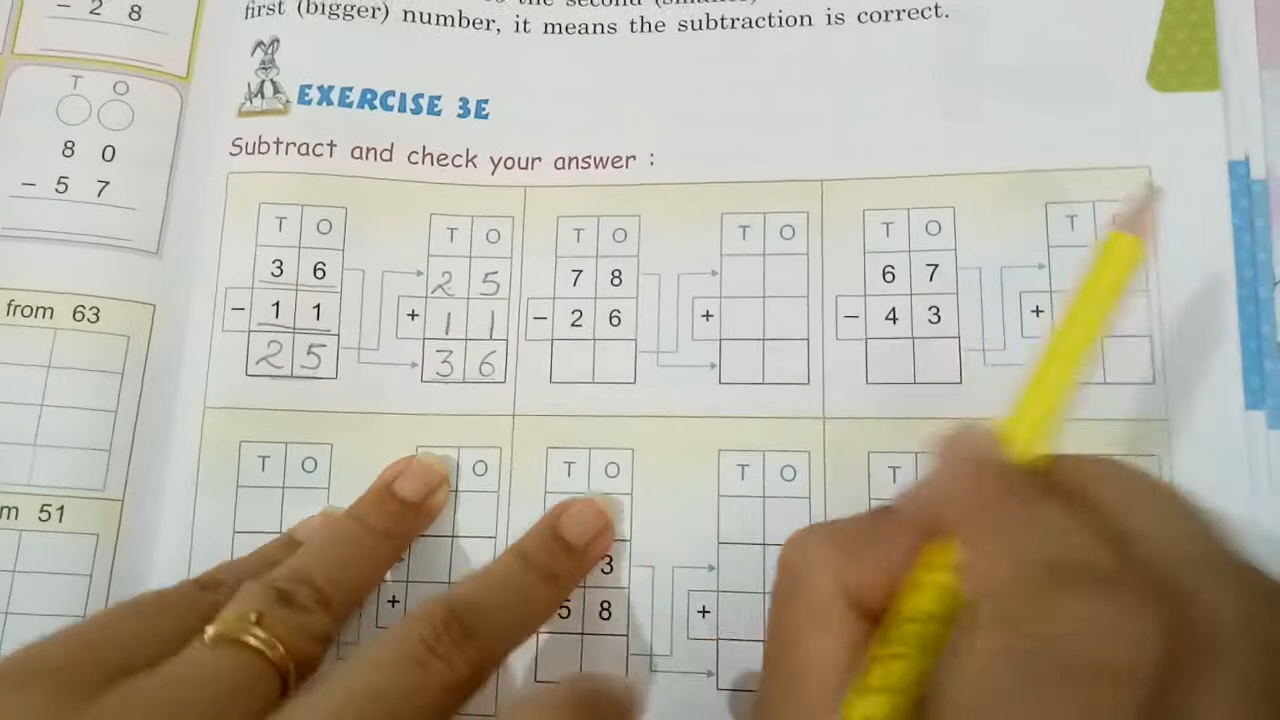 - 2 8
first (bigger) number, it means the subtraction is correct.
T O
8 0
- 5 7
EXERCISE 3E
Subtract and check your answer :
T O T O T O T O T O T
3 6 2 5 7 8 6 7
- 1 1 + 1 1 - 2 6 + - 4 3 +
2 5 3 6
from 63
T O O T O T O T
3
+ 5 8 +
m 51